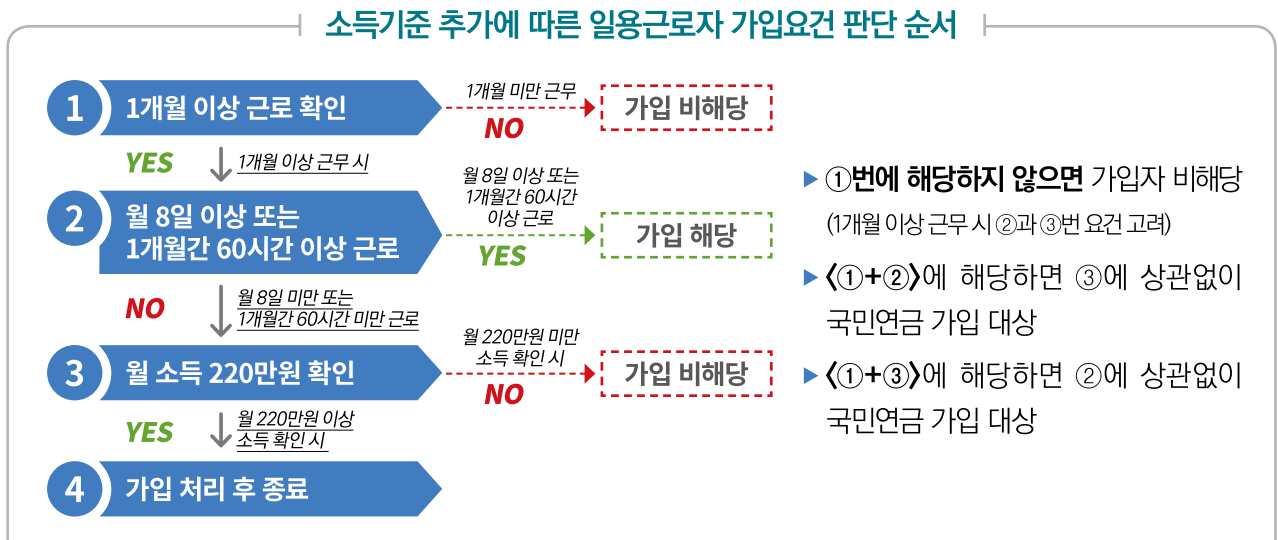 소득기준 추가에 따른 일용근로자 가입요건 판단 순서
1 1개월 이상 근로 확인
1개월 미만 근무
NO
가입 비해당
YES
1개월 이상 근무 시
2 월 8일 이상 또는
1개월간 60시간 이상 근로
월 8일 이상 또는
1개월간 60시간
이상 근로
YES
가입 해당
NO
월 8일 미만 또는
1개월간 60시간 미만 근로
3 월 소득 220만원 확인
월 220만원 미만
소득 확인 시
NO
가입 비해당
YES
월 220만원 이상
소득 확인 시
4 가입 처리 후 종료
▶ ①번에 해당하지 않으면 가입자 비해당
(1개월 이상 근무 시 ②과 ③번 요건 고려)
▶ 〈①+②〉에 해당하면 ③에 상관없이
국민연금 가입 대상
▶ 〈①+③〉에 해당하면 ②에 상관없이
국민연금 가입 대상